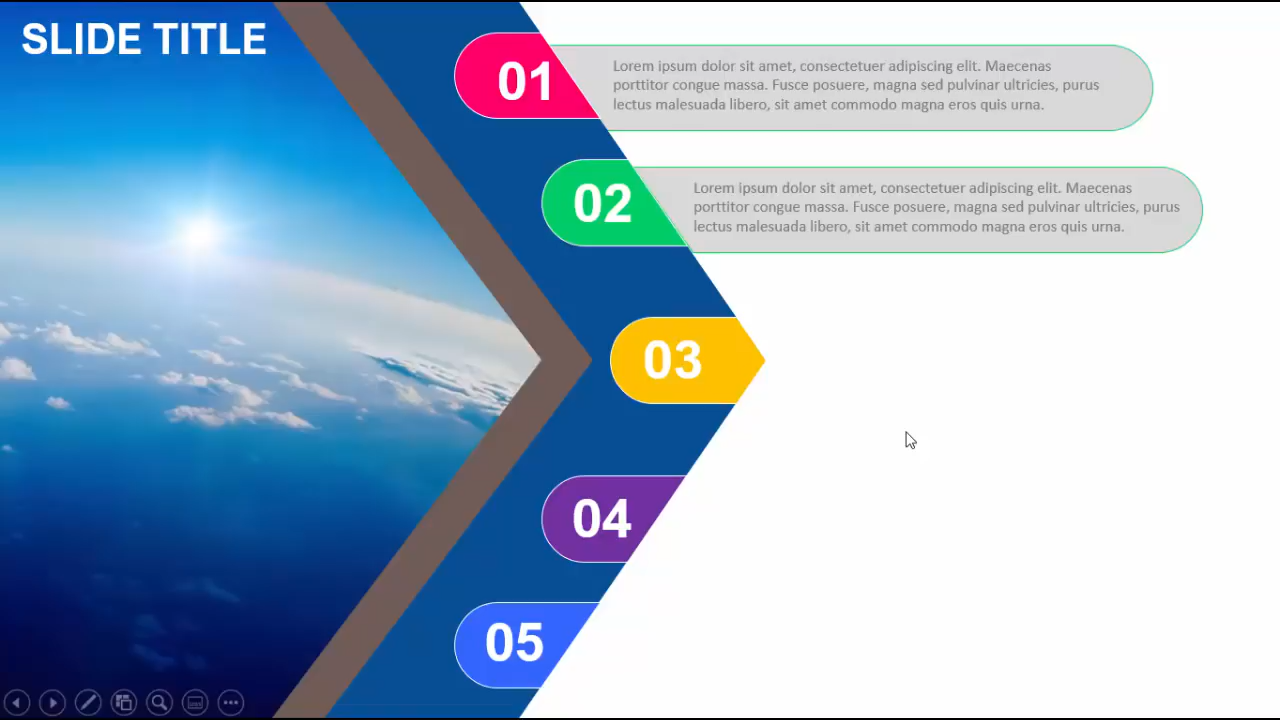 SLIDE TITLE
01
Lorem ipsum dolor sit amet, consectetuer adipiscing elit. Maecenas
porttitor congue massa. Fusce posuere, magna sed pulvinar ultricies, purus
lectus malesuada libero, sit amet commodo magna eros quis urna.
02
Lorem ipsum dolor sit amet, consectetuer adipiscing elit. Maecenas
porttitor congue massa. Fusce posuere, magna sed pulvinar ultricies, purus
lectus malesuada libero, sit amet commodo magna eros quis urna.
03
04
05